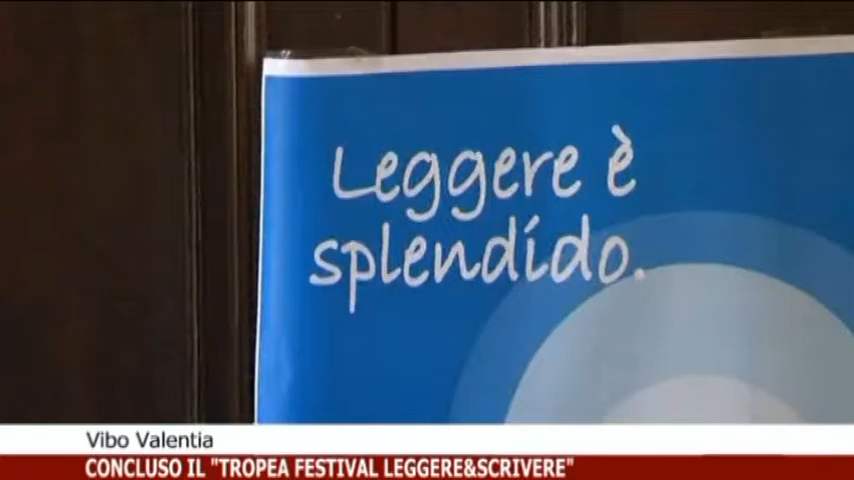 Leggere è
splendido.
Vibo Valentia
CONCLUSO IL "TROPEA FESTIVAL LEGGERE&SCRIVERE"